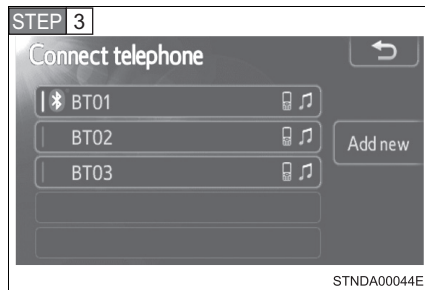 STEP 3
Connect telephone
BT01
BT02
Add new
BT03
STNDA00044E